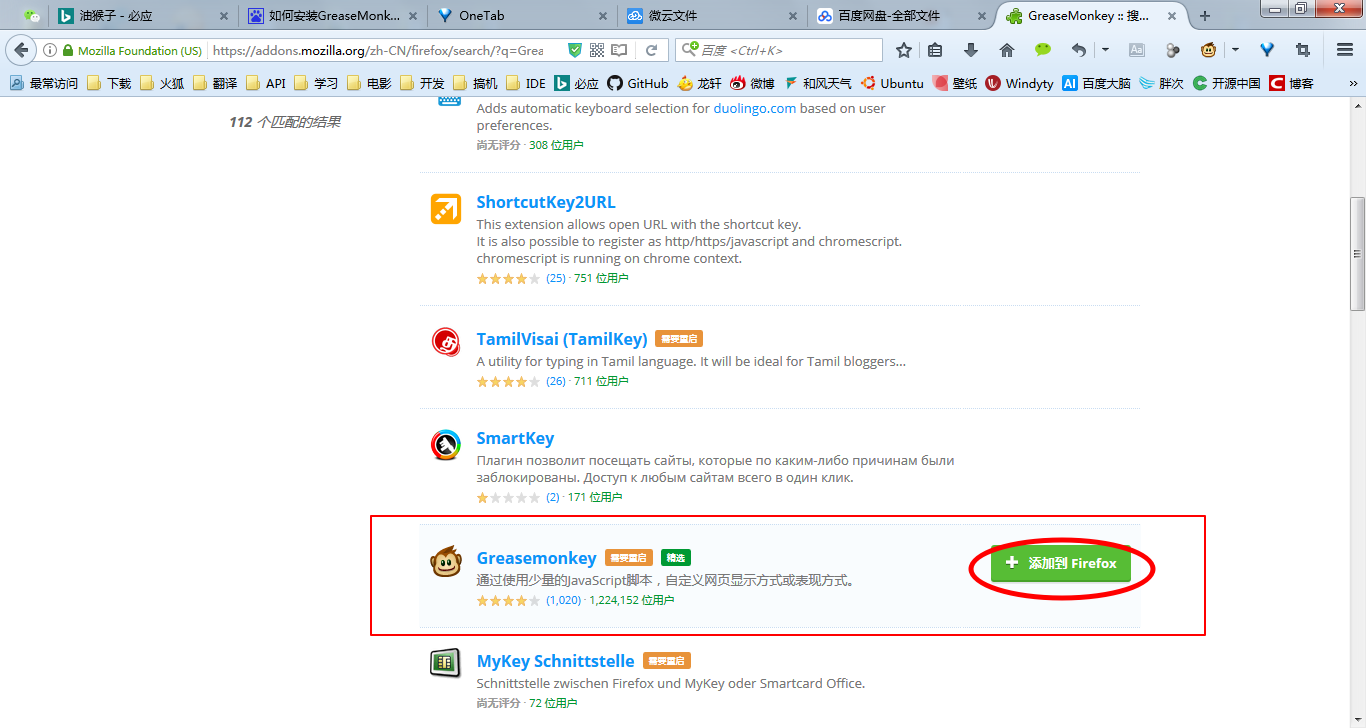 油猴子 - 必应
如何安装GreaseMonk...
OneTab
微云文件
百度网盘-全部文件
GreaseMonkey :: 搜...
Mozilla Foundation (US)
https://addons.mozilla.org/zh-CN/firefox/search/?q=Grea
百度 <Ctrl+K>
最常访问 下载 火狐 翻译 API 学习 电影 开发 搞机 IDE 必应 GitHub 龙轩 微博 和风天气 Ubuntu 壁纸 Windyty 百度大脑 胖次 开源中国 博客
112 个匹配的结果
Adds automatic keyboard selection for duolingo.com based on user
preferences.
尚无评分 · 308 位用户
ShortcutKey2URL
This extension allows open URL with the shortcut key.
It is also possible to register as http/https/javascript and chromescript.
chromescript is running on chrome context.
(25) · 751 位用户
TamilVisai (TamilKey) 需要重启
A utility for typing in Tamil language. It will be ideal for Tamil bloggers...
(26) · 711 位用户
SmartKey
Плагин позволит посещать сайты, которые по каким-либо причинам были
заблокированы. Доступ к любым сайтам всего в один клик.
(2) · 171 位用户
Greasemonkey 需要重启 精选
添加到 Firefox
通过使用少量的JavaScript脚本，自定义网页显示方式或表现方式。
(1,020) · 1,224,152 位用户
MyKey Schnittstelle 需要重启
Schnittstelle zwischen Firefox und MyKey oder Smartcard Office.
尚无评分 · 72 位用户